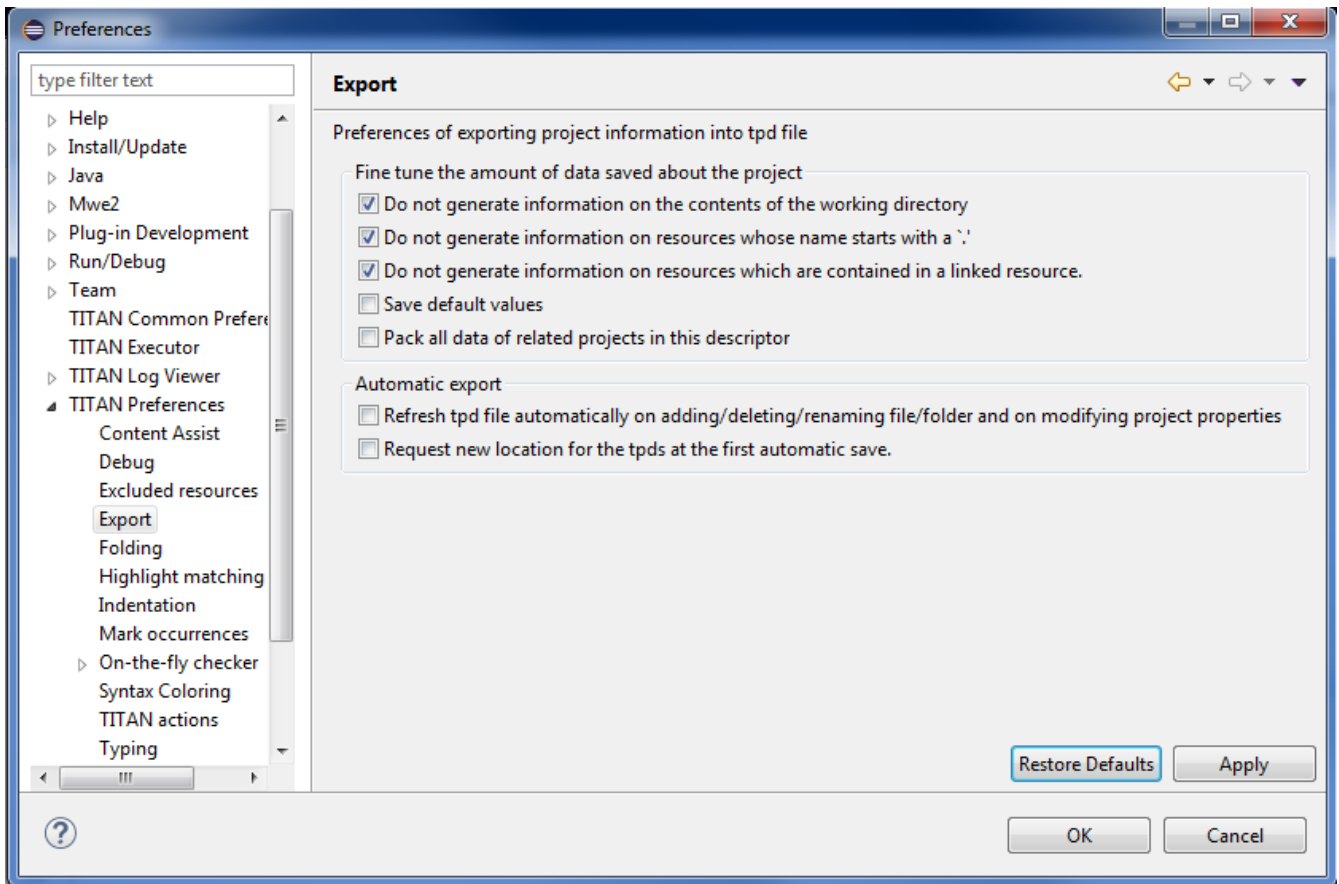 Preferences
type filter text
Help
Install/Update
Java
Mwe2
Plug-in Development
Run/Debug
Team
TITAN Common Prefere
TITAN Executor
TITAN Log Viewer
TITAN Preferences
Content Assist
Debug
Excluded resources
Export
Folding
Highlight matching
Indentation
Mark occurrences
On-the-fly checker
Syntax Coloring
TITAN actions
Typing
Export
Preferences of exporting project information into tpd file
Fine tune the amount of data saved about the project
Do not generate information on the contents of the working directory
Do not generate information on resources whose name starts with a `.'
Do not generate information on resources which are contained in a linked resource.
Save default values
Pack all data of related projects in this descriptor
Automatic export
Refresh tpd file automatically on adding/deleting/renaming file/folder and on modifying project properties
Request new location for the tpds at the first automatic save.
Restore Defaults
Apply
OK
Cancel